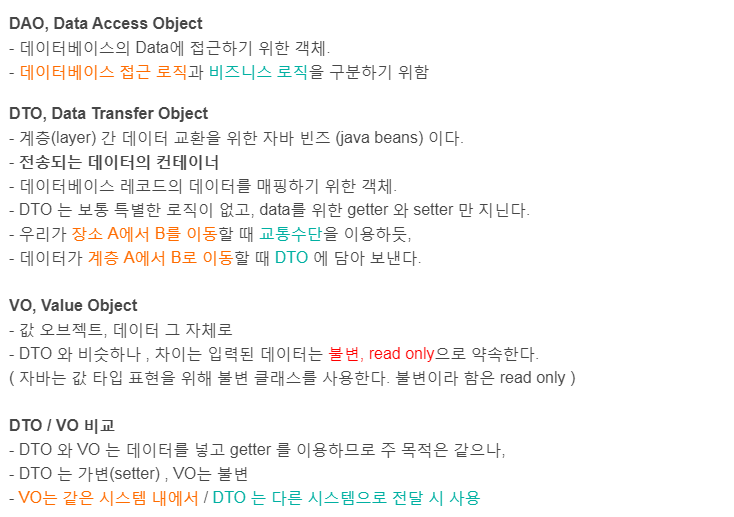 DAO, Data Access Object
- 데이터베이스의 Data에 접근하기 위한 객체.
- 데이터베이스 접근 로직과 비즈니스 로직을 구분하기 위함
DTO, Data Transfer Object
- 계층(layer) 간 데이터 교환을 위한 자바 빈즈 (java beans) 이다.
- 전송되는 데이터의 컨테이너
- 데이터베이스 레코드의 데이터를 매핑하기 위한 객체.
- DTO 는 보통 특별한 로직이 없고, data를 위한 getter 와 setter 만 지닌다.
- 우리가 장소 A에서 B를 이동할 때 교통수단을 이용하듯,
- 데이터가 계층 A에서 B로 이동할 때 DTO 에 담아 보낸다.
VO, Value Object
- 값 오브젝트, 데이터 그 자체로
- DTO 와 비슷하나 , 차이는 입력된 데이터는 불변, read only으로 약속한다.
( 자바는 값 타입 표현을 위해 불변 클래스를 사용한다. 불변이라 함은 read only )
DTO / VO 비교
- DTO 와 VO 는 데이터를 넣고 getter 를 이용하므로 주 목적은 같으나,
- DTO 는 가변(setter) , VO는 불변
- VO는 같은 시스템 내에서 / DTO 는 다른 시스템으로 전달 시 사용